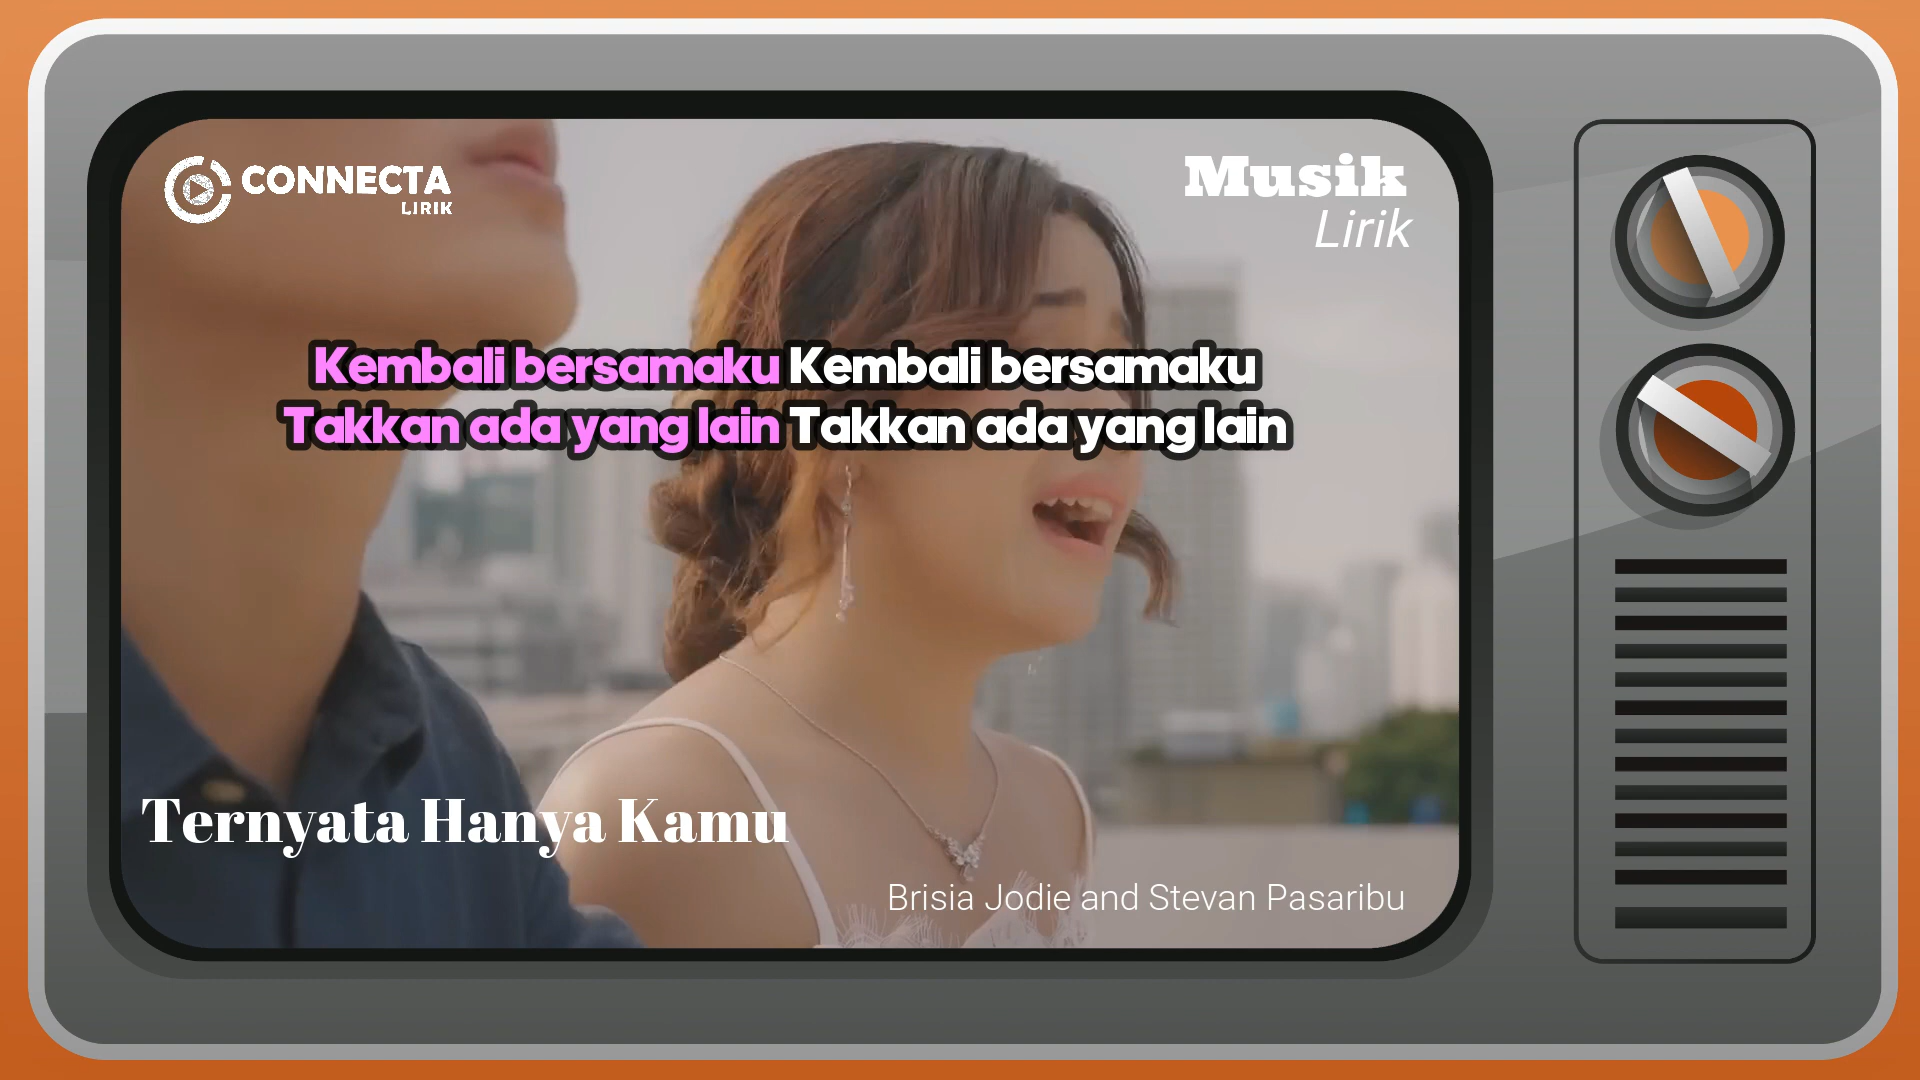 CONNECTA
LIRIK
Musik
Lirik
Kembali bersamaku Kembali bersamaku
Takkan ada yang lain Takkan ada yang lain
Ternyata Hanya Kamu
Brisia Jodie and Stevan Pasaribu